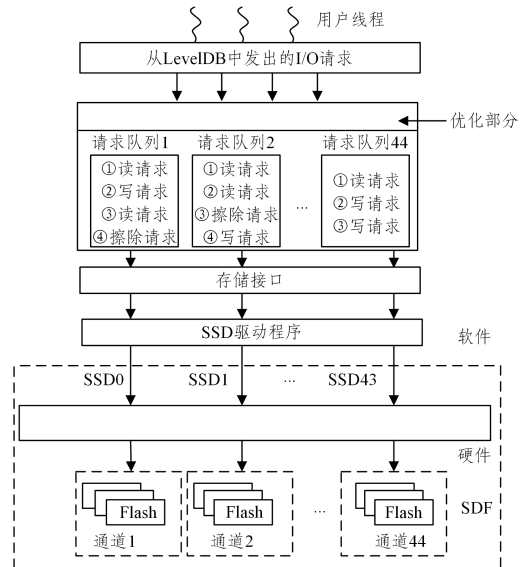 用户线程
从LevelDB中发出的I/O请求
优化部分
请求队列1 请求队列2 请求队列44
①读请求 ①读请求 ①读请求
②写请求 ②读请求 ②写请求
③读请求 ③擦除请求 … ③写请求
④擦除请求 ④写请求
存储接口
SSD驱动程序
软件
SSD0 SSD1 … SSD43
硬件
Flash Flash … Flash SDF
通道1 通道2 通道44